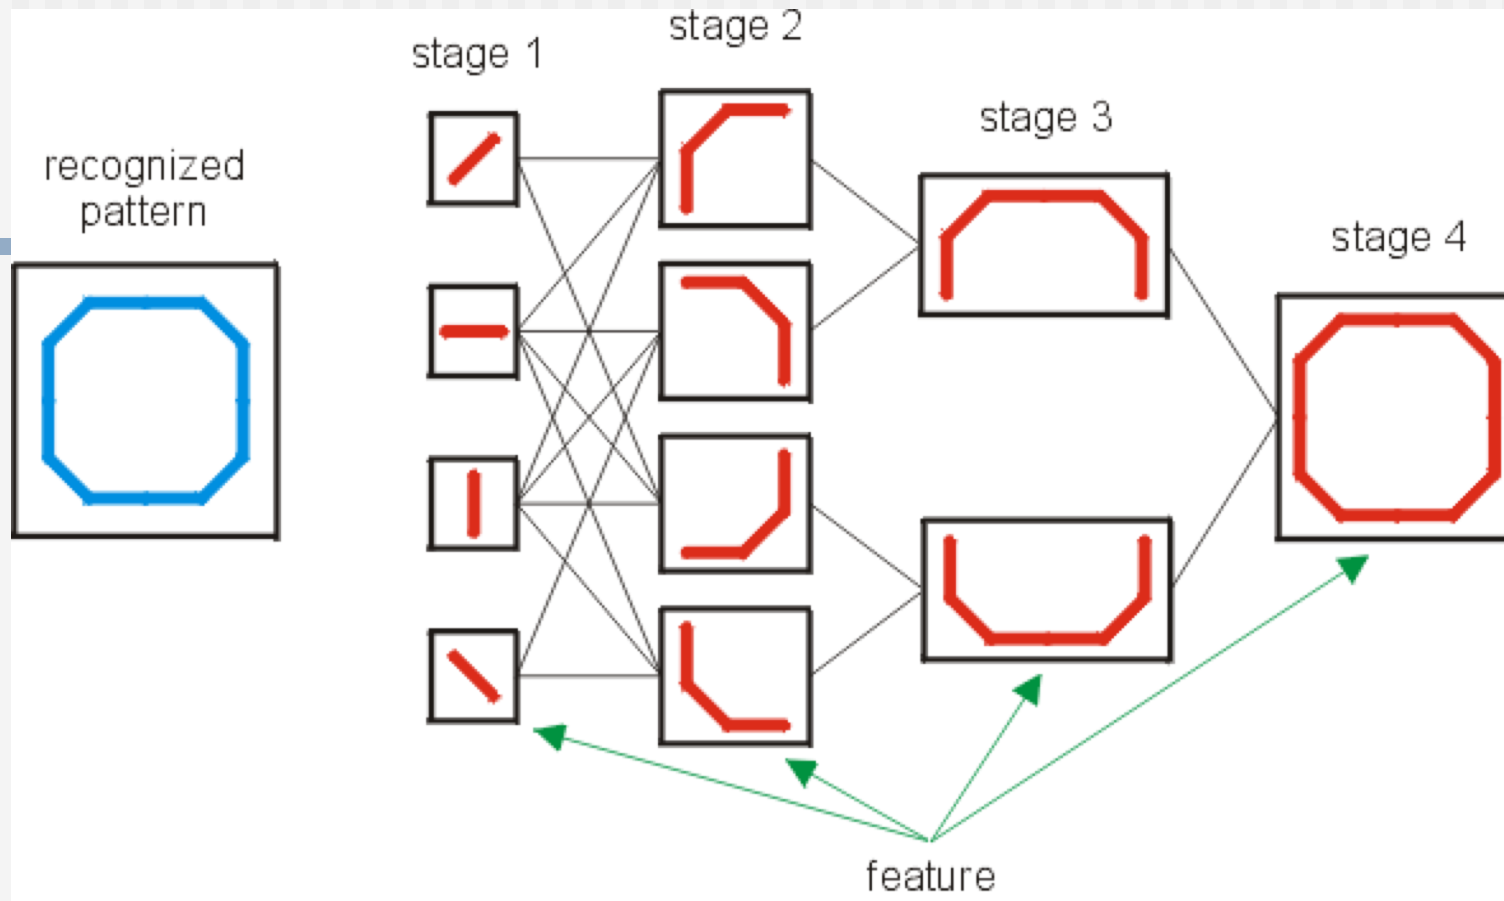 recognized
pattern
stage 1
stage 2
stage 3
stage 4
feature